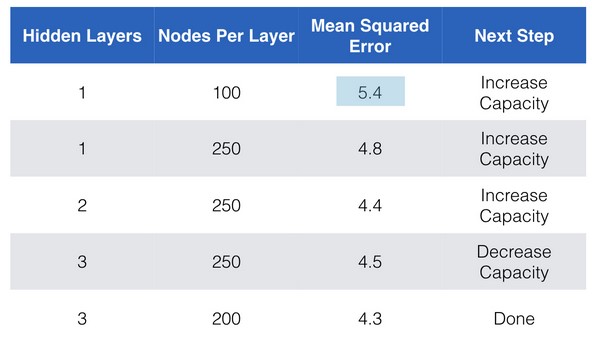 Hidden Layers Nodes Per Layer Mean Squared Error Next Step
1 100 5.4 Increase Capacity
1 250 4.8 Increase Capacity
2 250 4.4 Increase Capacity
3 250 4.5 Decrease Capacity
3 200 4.3 Done